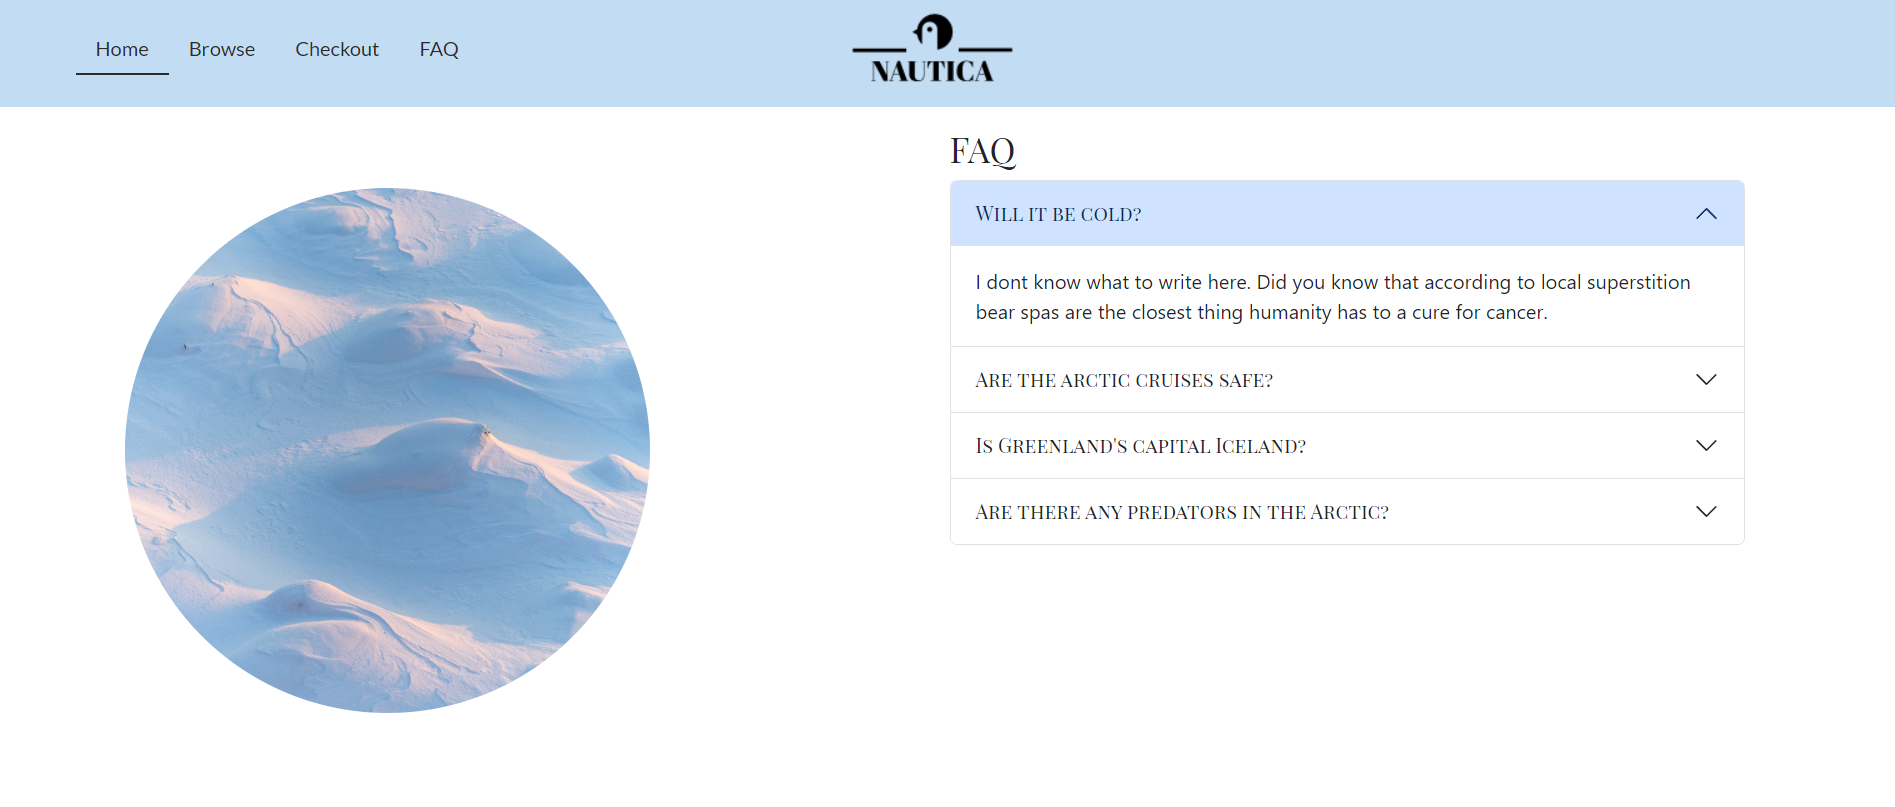 Home Browse Checkout FAQ
NAUTICA
FAQ
Will it be cold?
I dont know what to write here. Did you know that according to local superstition
bear spas are the closest thing humanity has to a cure for cancer.
Are the arctic cruises safe?
Is Greenland's capital Iceland?
Are there any predators in the Arctic?